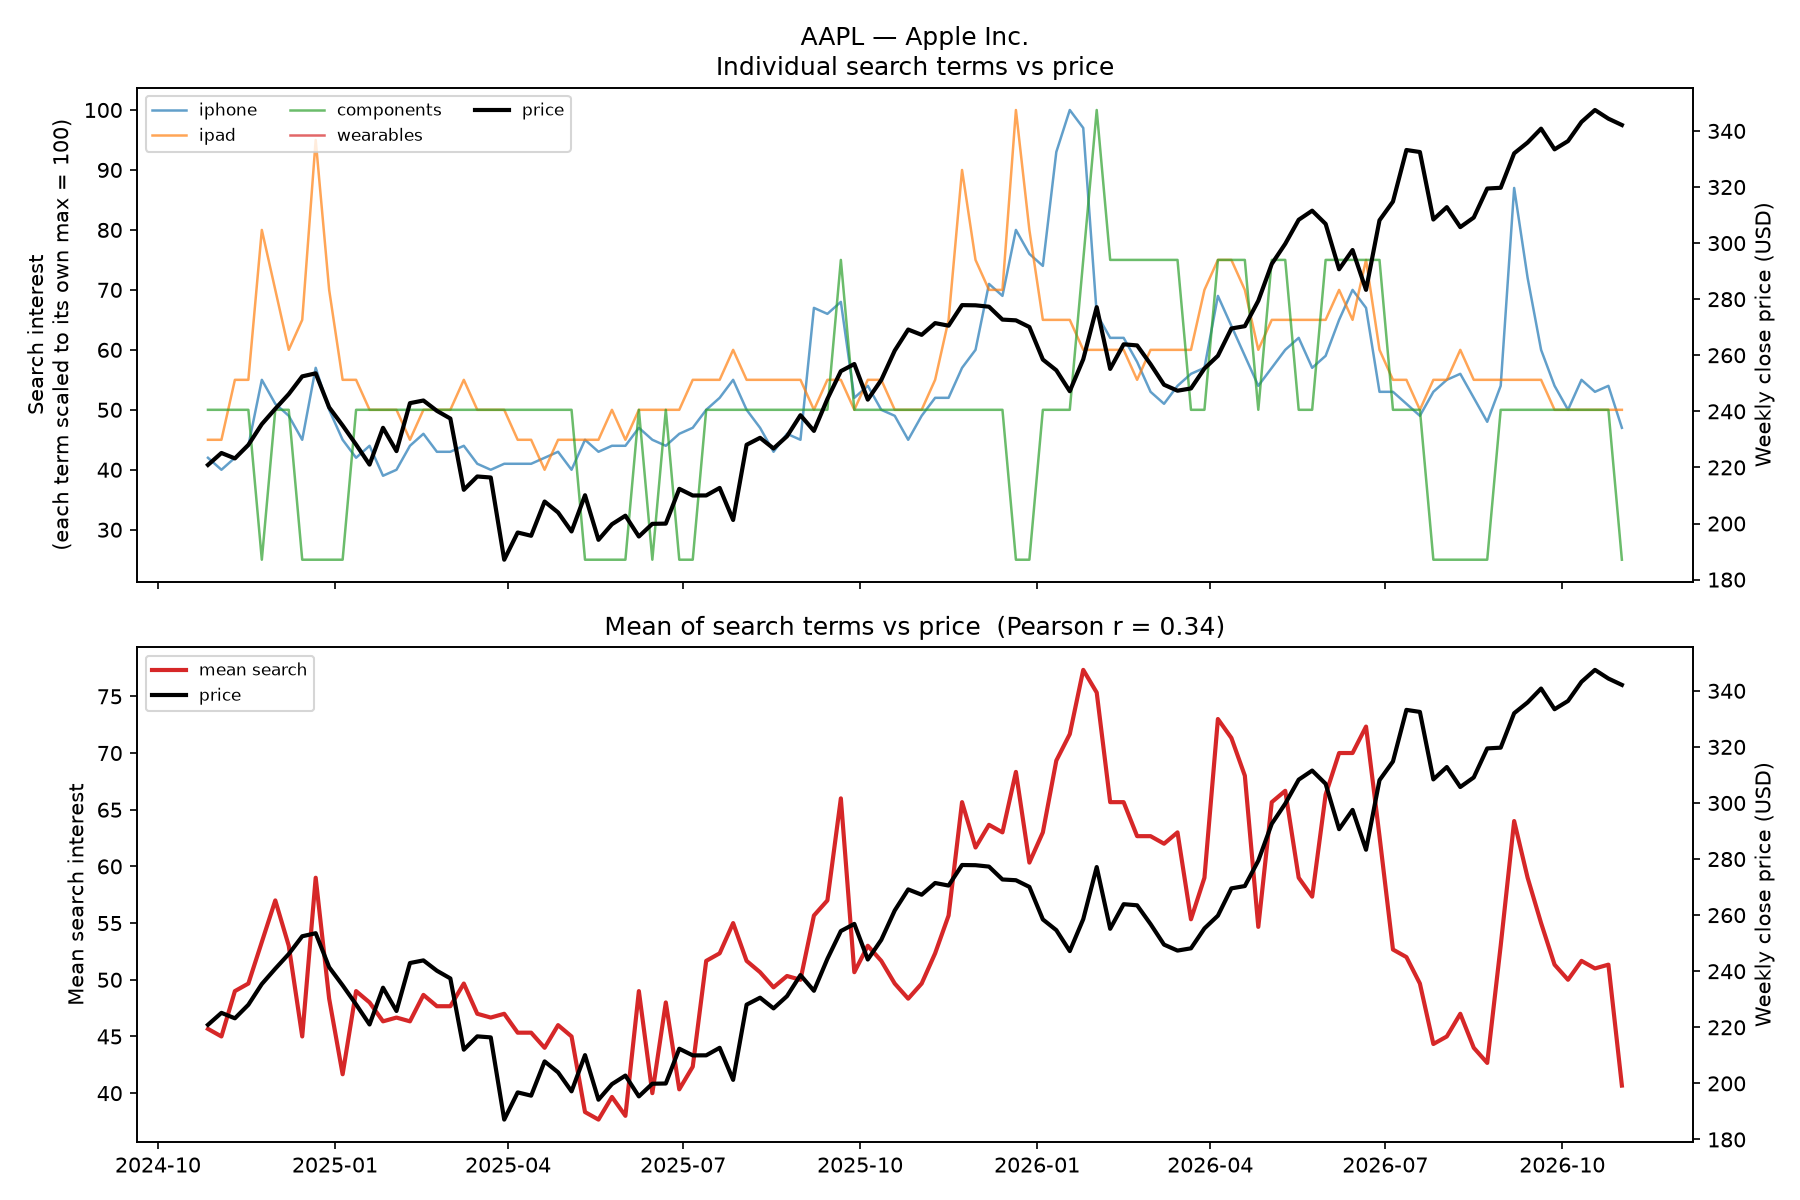 AAPL — Apple Inc.
Individual search terms vs price
iphone
ipad
components
wearables
price
Search interest
(each term scaled to its own max = 100)
100
90
80
70
60
50
40
30
340
320
300
280
260
240
220
200
180
Weekly close price (USD)
Mean of search terms vs price (Pearson r = 0.34)
mean search
price
Mean search interest
75
70
65
60
55
50
45
40
340
320
300
280
260
240
220
200
180
Weekly close price (USD)
2024-10
2025-01
2025-04
2025-07
2025-10
2026-01
2026-04
2026-07
2026-10